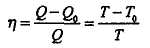 η = (Q − Q₀) / Q = (T − T₀) / T